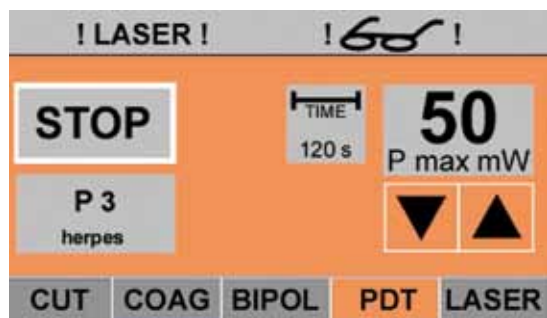 ! LASER ! ! !
STOP
TIME
120 s
50
P max mW
P 3
herpes
CUT COAG BIPOL PDT LASER